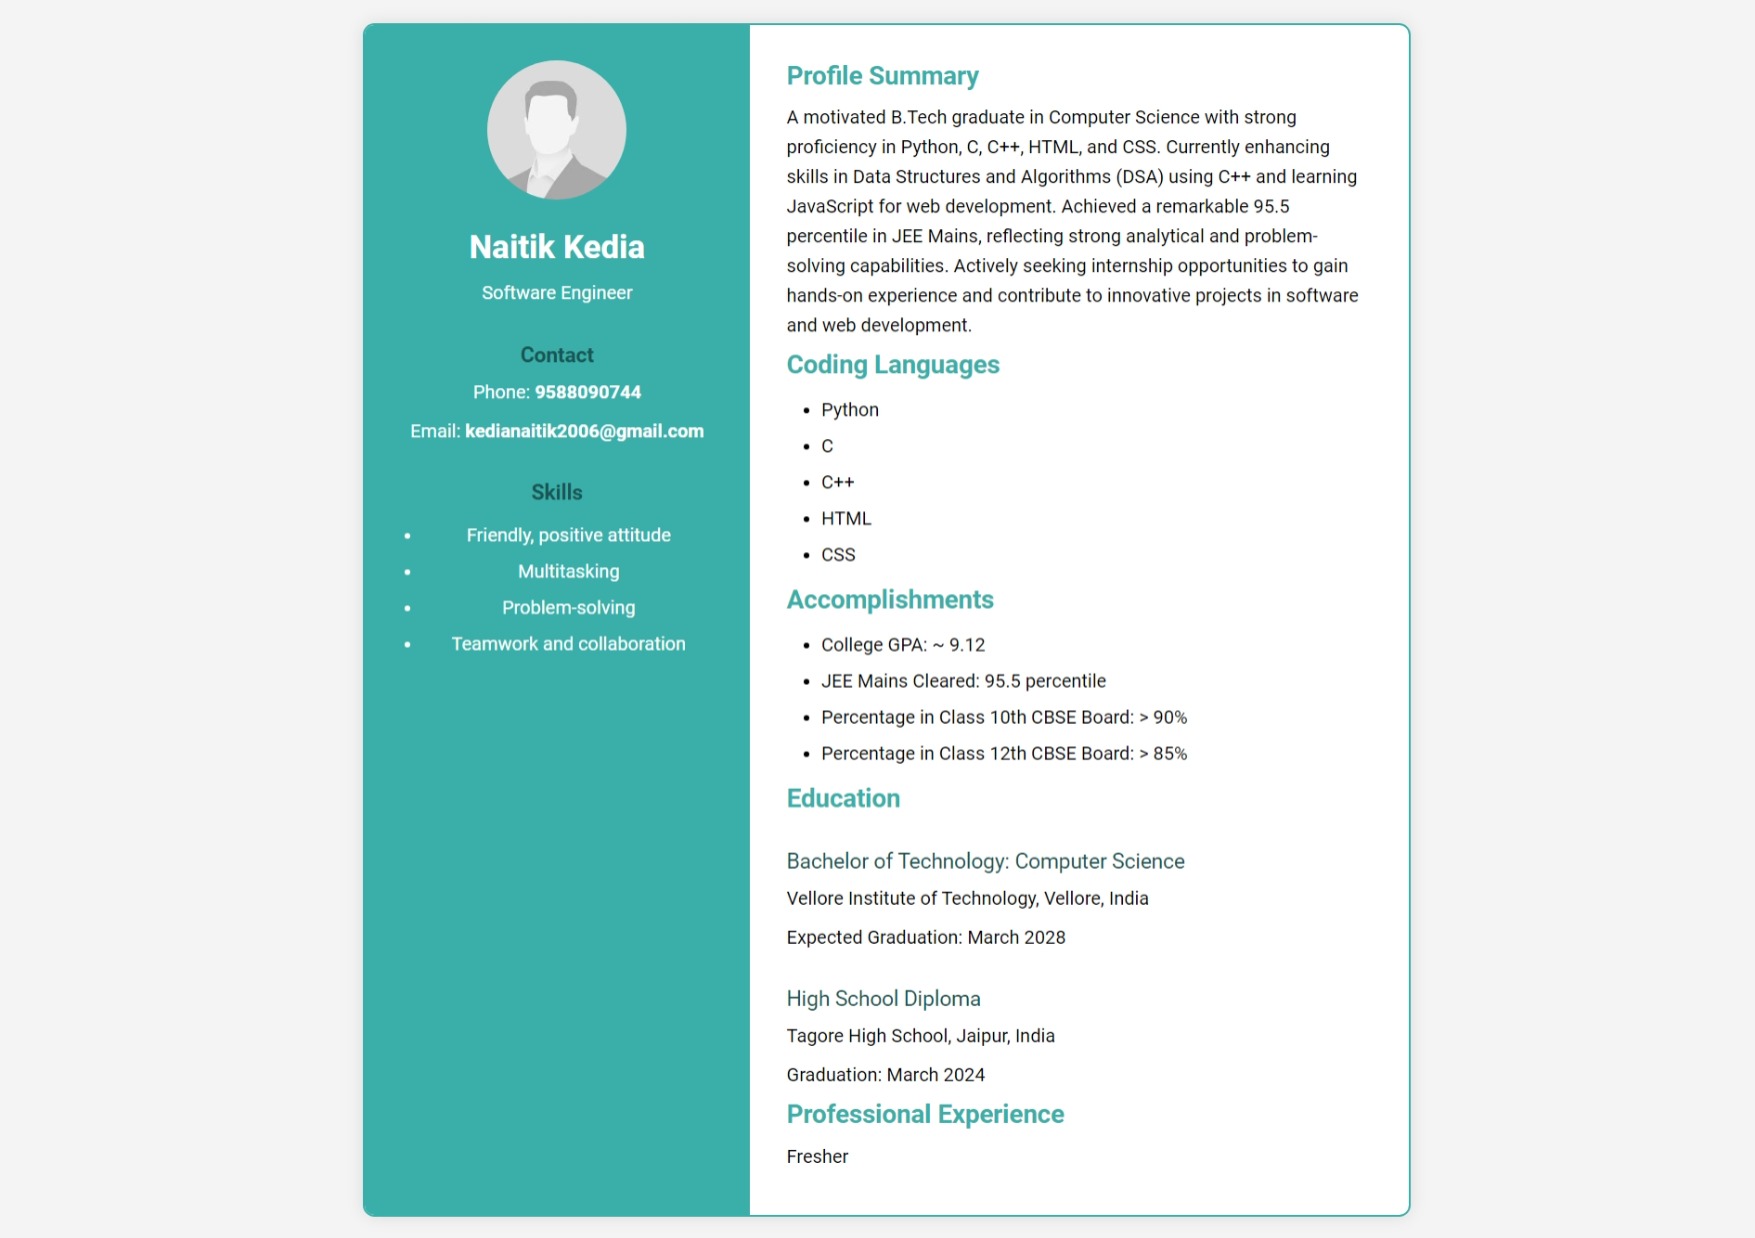 Naitik Kedia
Software Engineer
Contact
Phone: 9588090744
Email: kedianaitik2006@gmail.com
Skills
• Friendly, positive attitude
• Multitasking
• Problem-solving
• Teamwork and collaboration
Profile Summary
A motivated B.Tech graduate in Computer Science with strong
proficiency in Python, C, C++, HTML, and CSS. Currently enhancing
skills in Data Structures and Algorithms (DSA) using C++ and learning
JavaScript for web development. Achieved a remarkable 95.5
percentile in JEE Mains, reflecting strong analytical and problem-
solving capabilities. Actively seeking internship opportunities to gain
hands-on experience and contribute to innovative projects in software
and web development.
Coding Languages
• Python
• C
• C++
• HTML
• CSS
Accomplishments
• College GPA: ~ 9.12
• JEE Mains Cleared: 95.5 percentile
• Percentage in Class 10th CBSE Board: > 90%
• Percentage in Class 12th CBSE Board: > 85%
Education
Bachelor of Technology: Computer Science
Vellore Institute of Technology, Vellore, India
Expected Graduation: March 2028
High School Diploma
Tagore High School, Jaipur, India
Graduation: March 2024
Professional Experience
Fresher